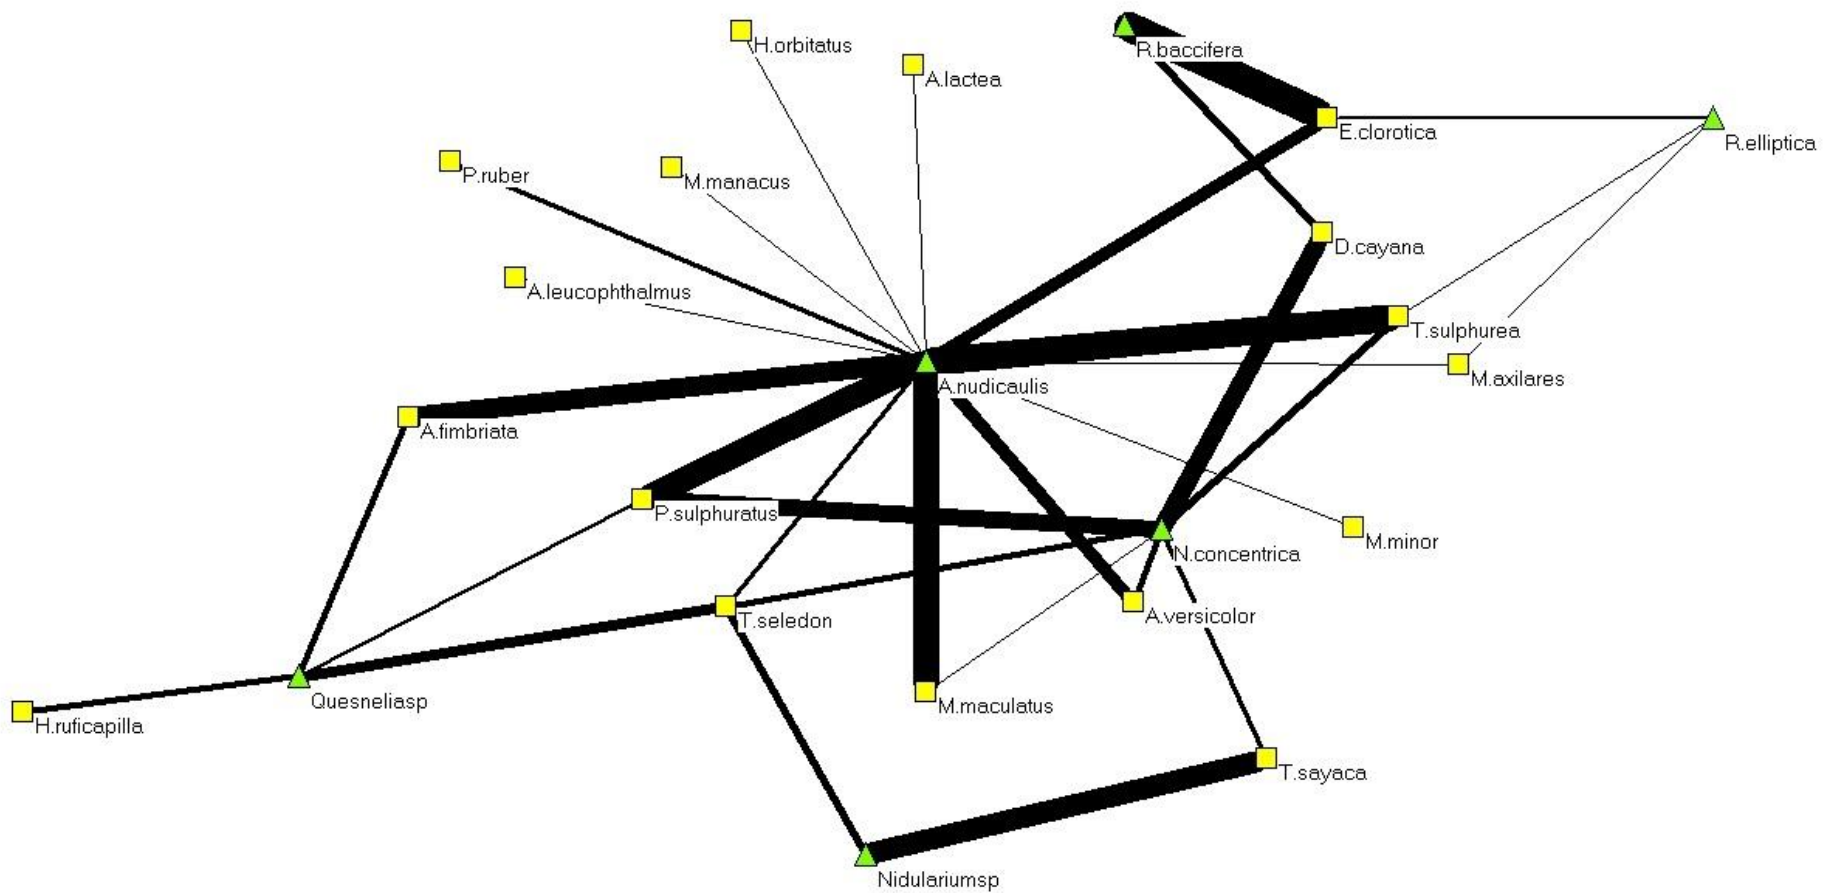 H.orbitatus
R.baccifera
A.lactea
E.clorotica
R.elliptica
P.ruber
M.manacus
D.cayana
A.leucophthalmus
T.sulphurea
M.axilares
A.nudicaulis
A.fimbriata
P.sulphuratus
M.minor
N.concentrica
A.versicolor
T.seledon
Quesneliasp
M.maculatus
H.ruficapilla
T.sayaca
Nidulariumsp